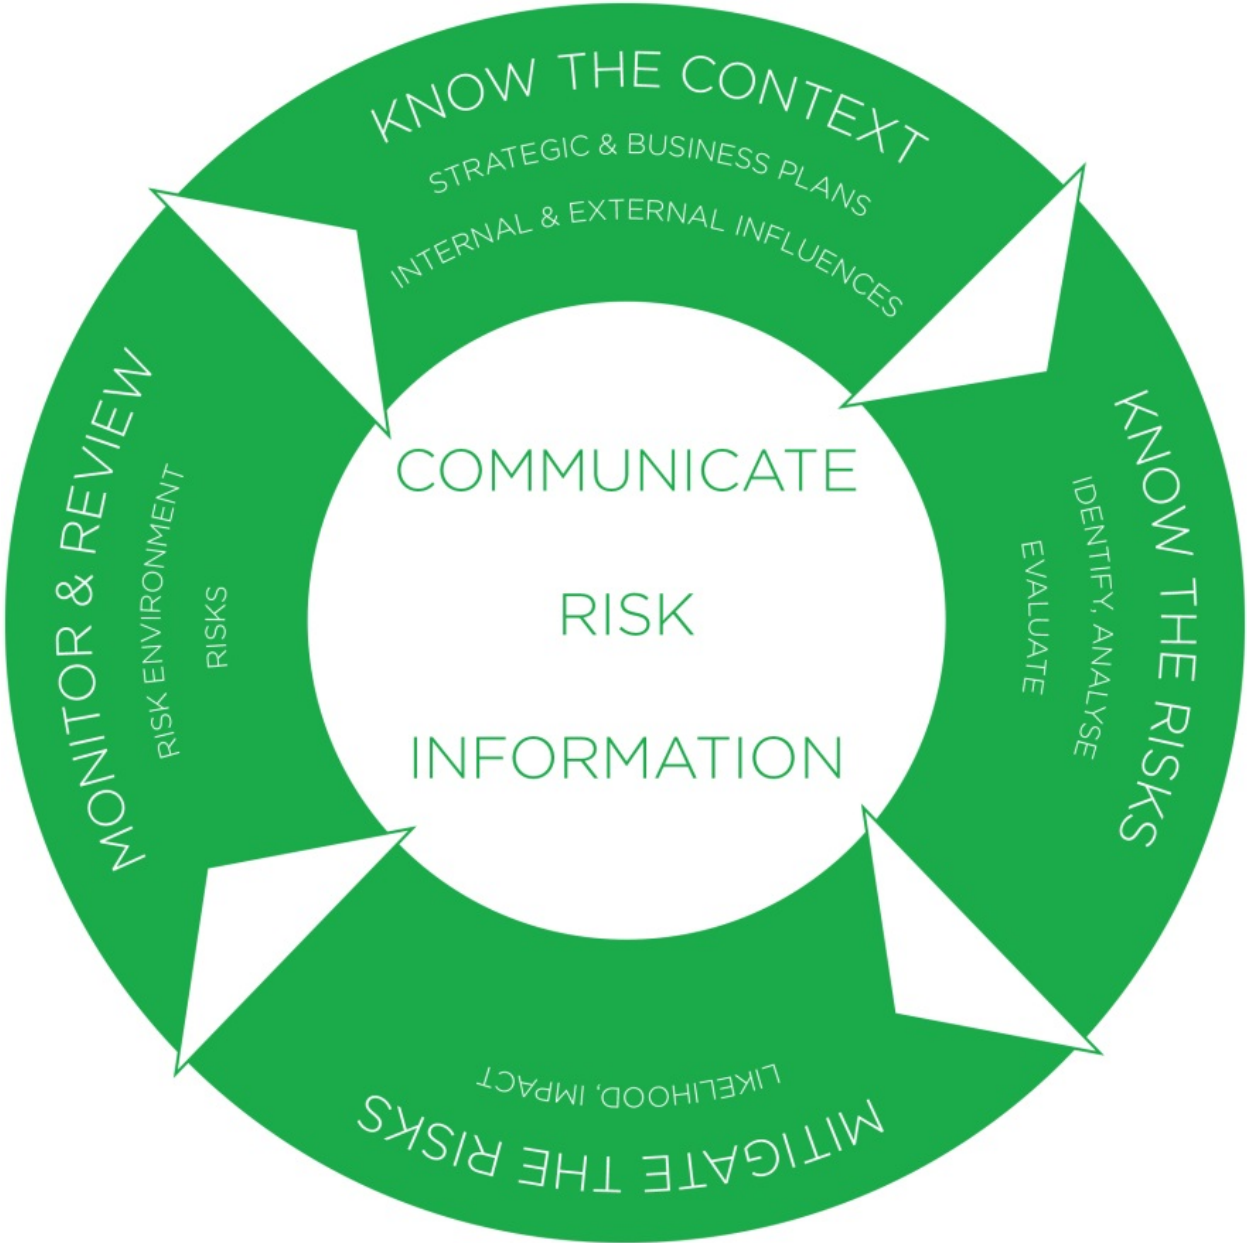 KNOW THE CONTEXT
STRATEGIC & BUSINESS PLANS
INTERNAL & EXTERNAL INFLUENCES
KNOW THE RISKS
IDENTIFY, ANALYSE
EVALUATE
MITIGATE THE RISKS
LIKELIHOOD, IMPACT
MONITOR & REVIEW
RISK ENVIRONMENT
RISKS
COMMUNICATE
RISK
INFORMATION